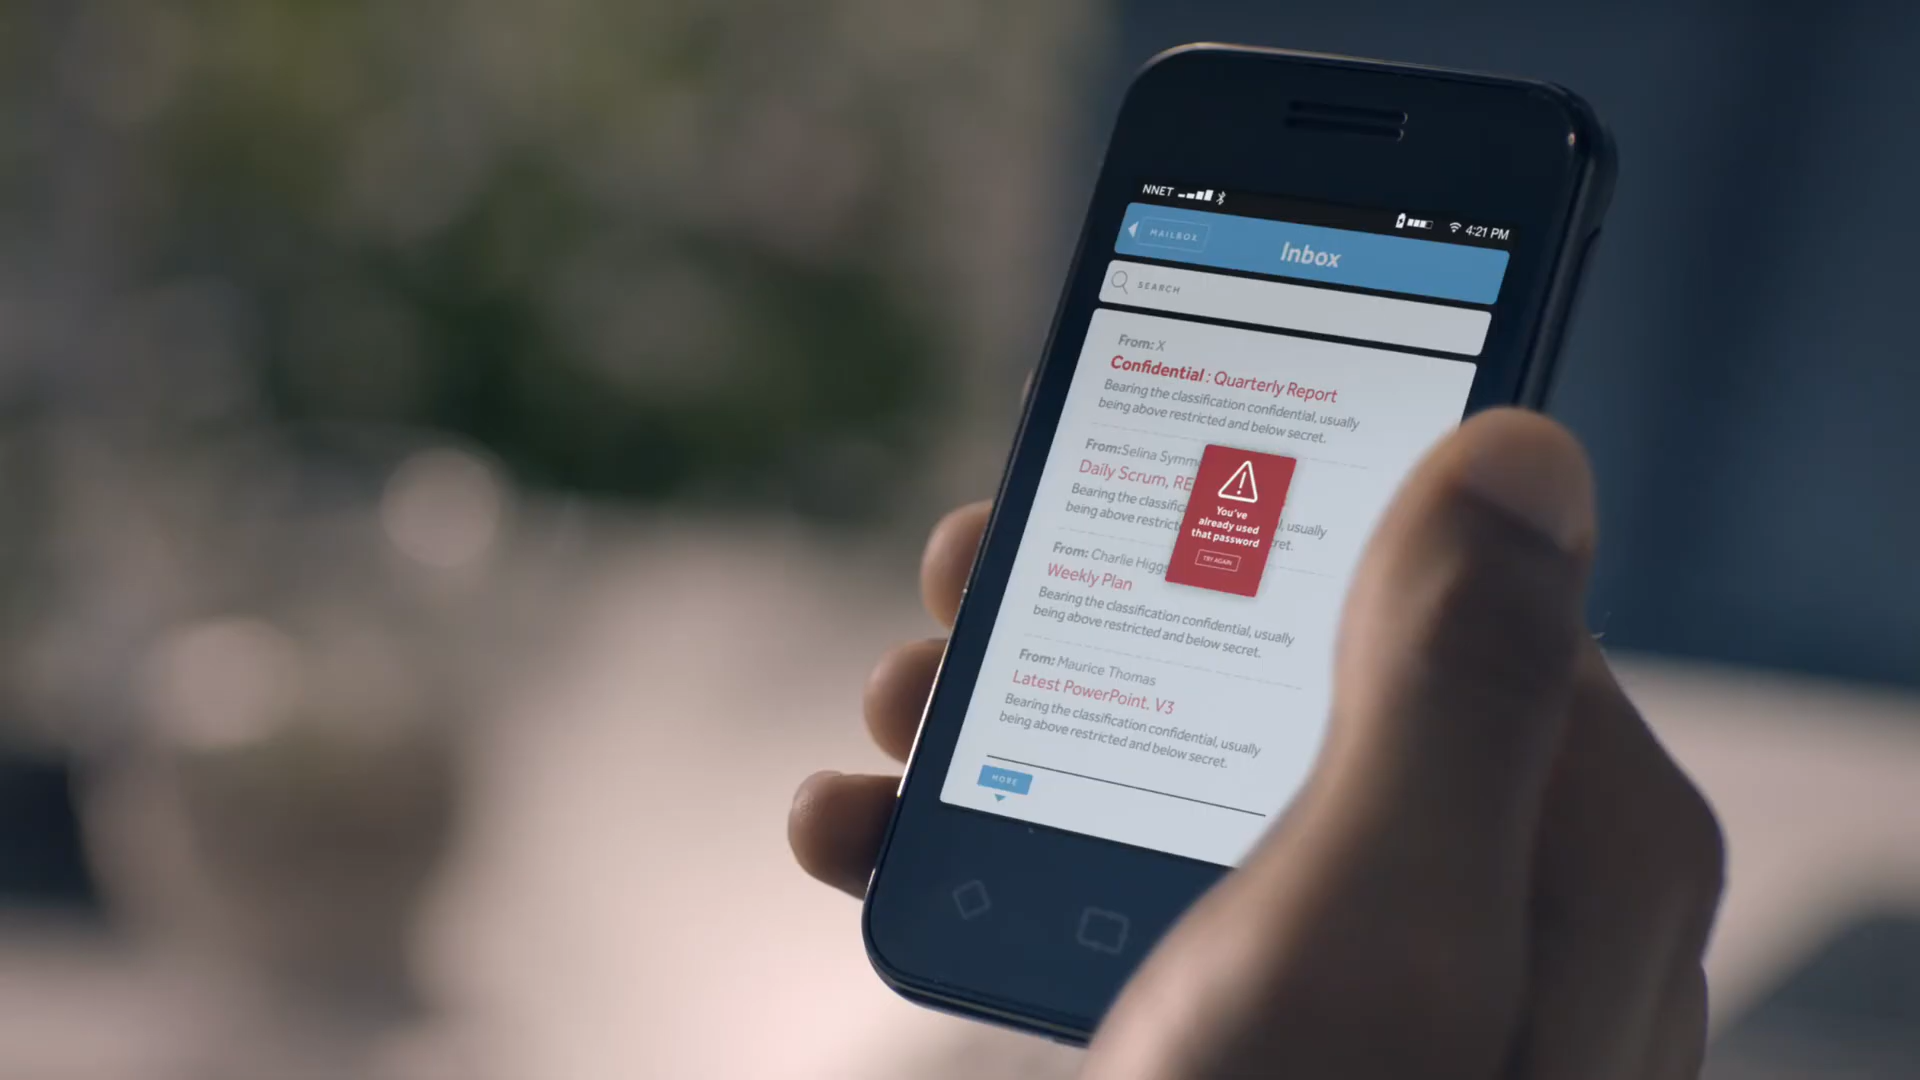 NNET
4:21 PM
MAILBOX
Inbox
SEARCH
From: X
Confidential : Quarterly Report
Bearing the classification confidential, usually
being above restricted and below secret.
From:Selina Symm
Daily Scrum, RE
Bearing the classific l, usually
being above restrict ret.
From: Charlie Higgs
Weekly Plan
Bearing the classification confidential, usually
being above restricted and below secret.
From: Maurice Thomas
Latest PowerPoint. V3
Bearing the classification confidential, usually
being above restricted and below secret.
MORE
You've
already used
that password
TRY AGAIN